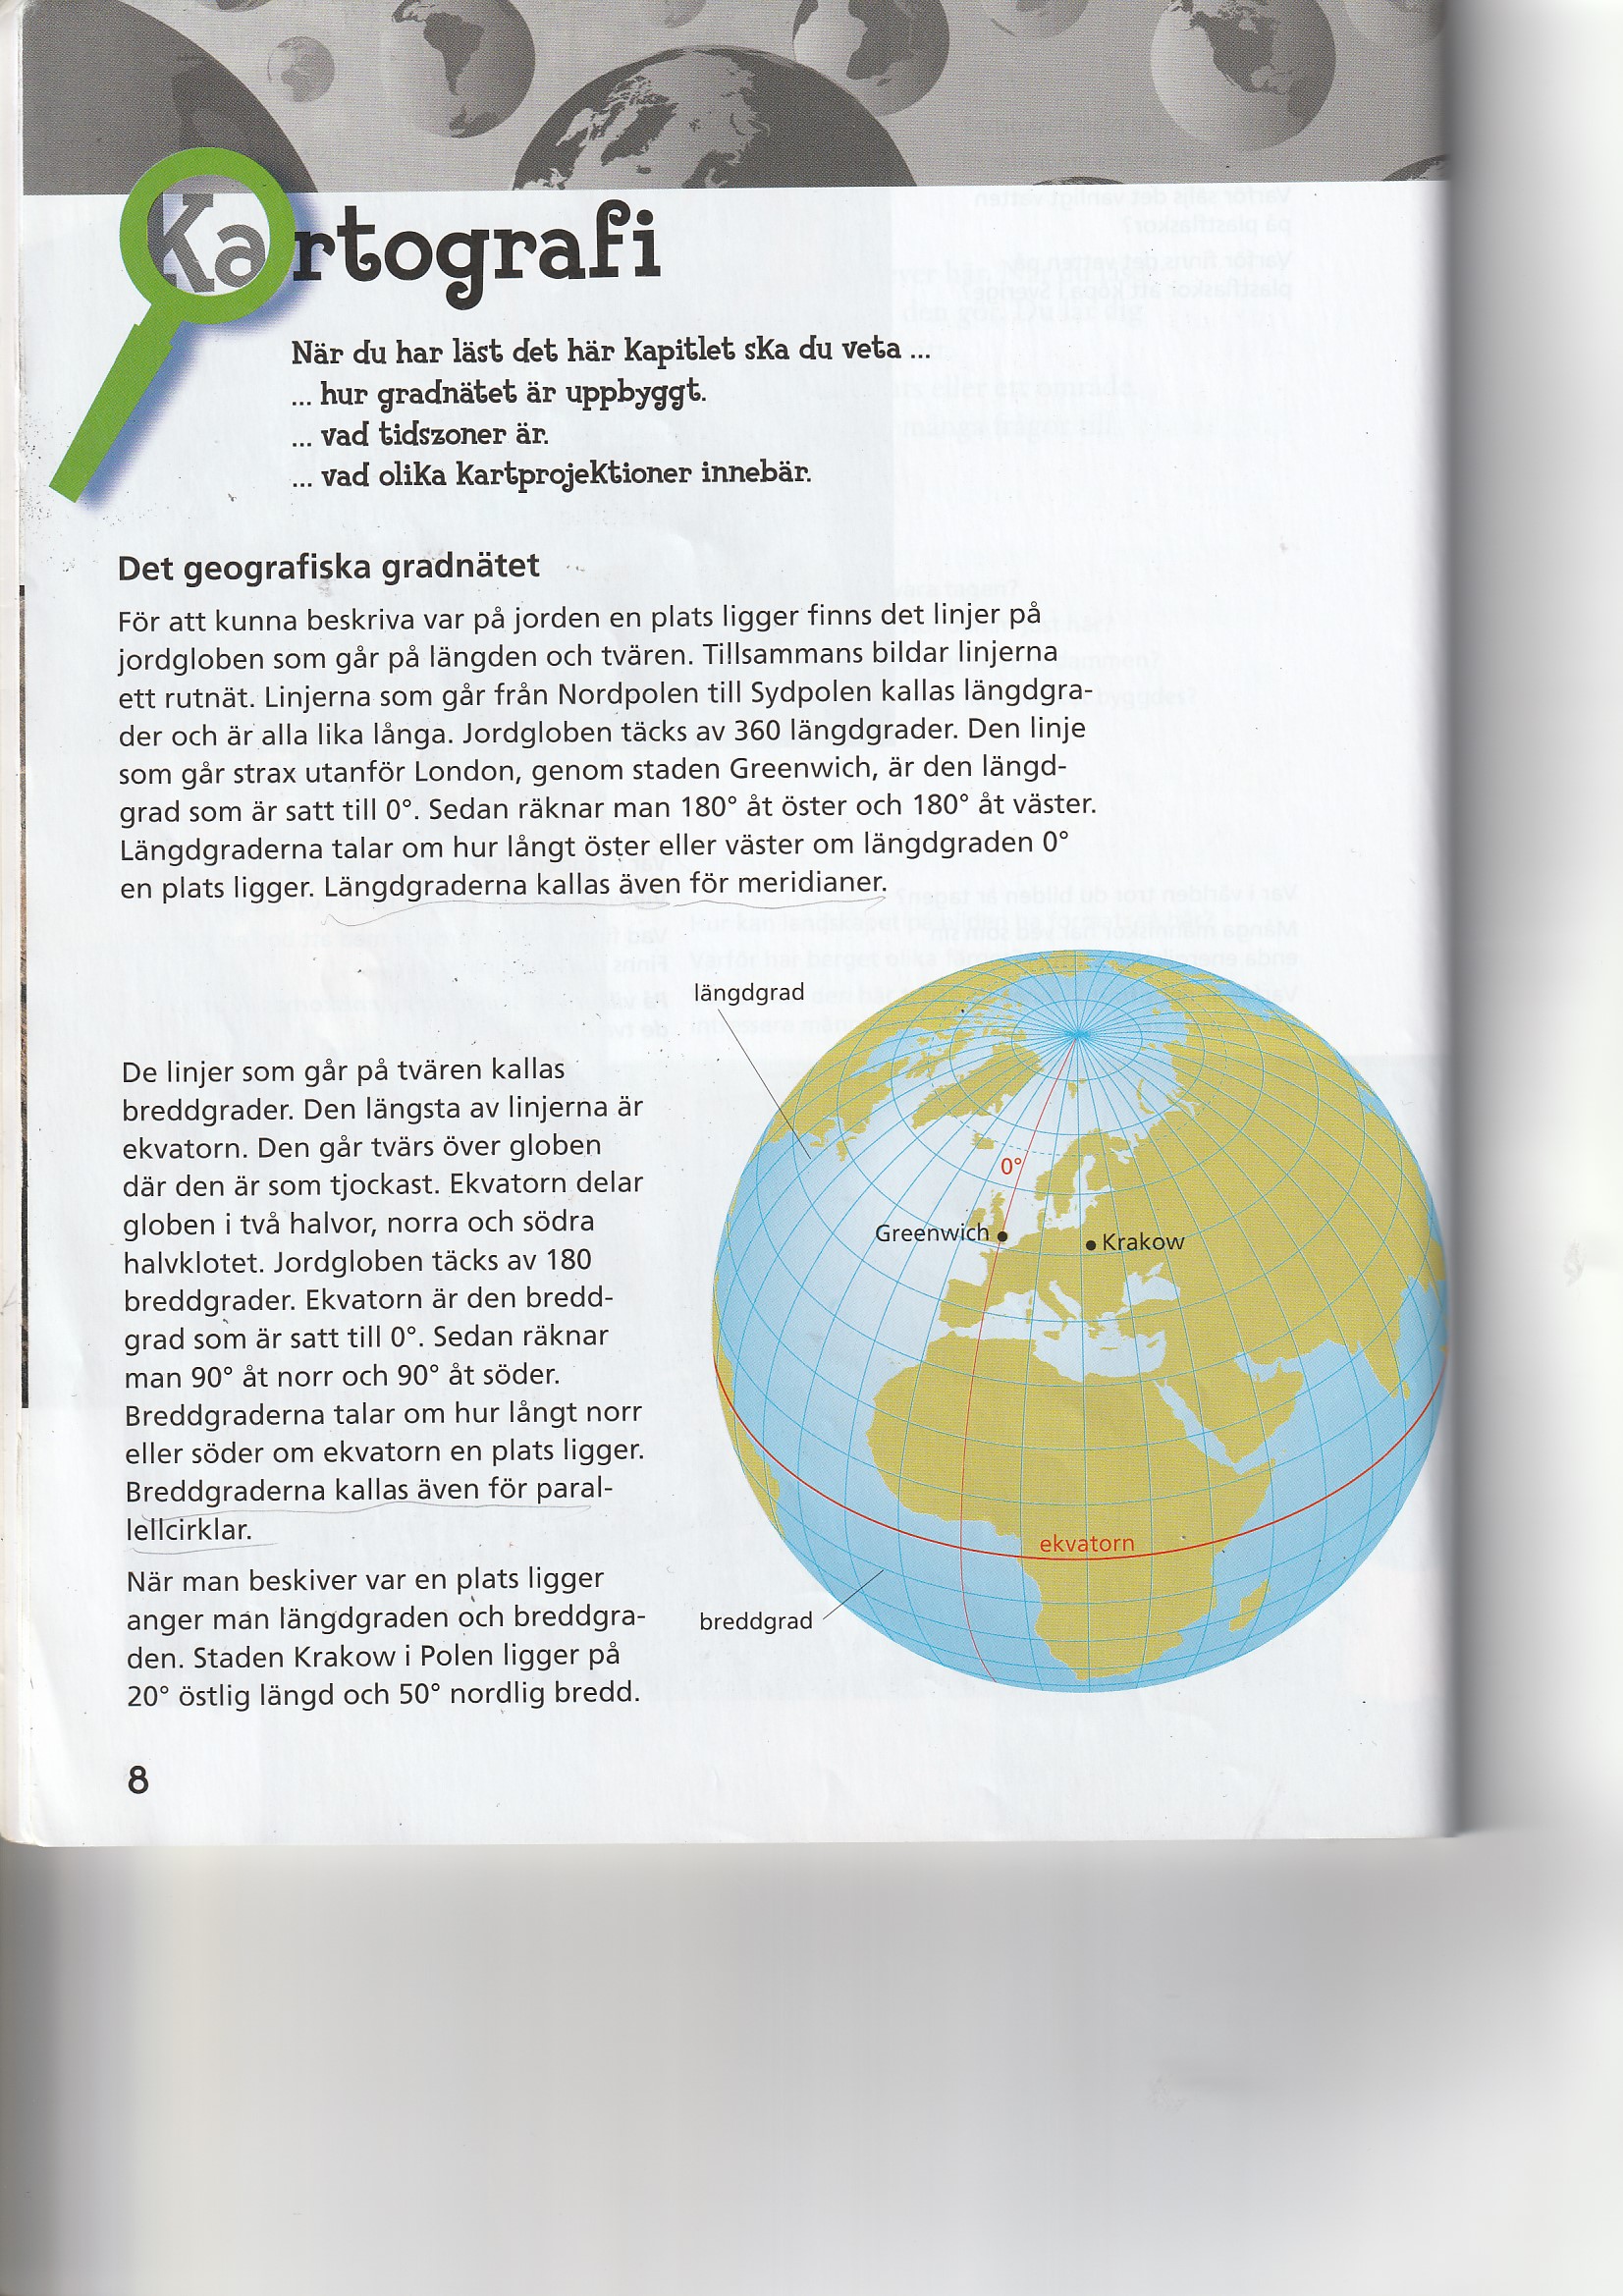 Kartografi
När du har läst det här kapitlet ska du veta ...
... hur gradnätet är uppbyggt.
... vad tidszoner är.
... vad olika kartprojektioner innebär.
Det geografiska gradnätet
För att kunna beskriva var på jorden en plats ligger finns det linjer på
jordgloben som går på längden och tvären. Tillsammans bildar linjerna
ett rutnät. Linjerna som går från Nordpolen till Sydpolen kallas längdgra-
der och är alla lika långa. Jordgloben täcks av 360 längdgrader. Den linje
som går strax utanför London, genom staden Greenwich, är den längd-
grad som är satt till 0°. Sedan räknar man 180° åt öster och 180° åt väster.
Längdgraderna talar om hur långt öster eller väster om längdgraden 0°
en plats ligger. Längdgraderna kallas även för meridianer.
De linjer som går på tvären kallas
breddgrader. Den längsta av linjerna är
ekvatorn. Den går tvärs över globen
där den är som tjockast. Ekvatorn delar
globen i två halvor, norra och södra
halvklotet. Jordgloben täcks av 180
breddgrader. Ekvatorn är den bredd-
grad som är satt till 0°. Sedan räknar
man 90° åt norr och 90° åt söder.
Breddgraderna talar om hur långt norr
eller söder om ekvatorn en plats ligger.
Breddgraderna kallas även för paral-
lellcirklar.
När man beskiver var en plats ligger
anger man längdgraden och breddgra-
den. Staden Krakow i Polen ligger på
20° östlig längd och 50° nordlig bredd.
längdgrad
0°
Greenwich
Krakow
ekvatorn
breddgrad
8